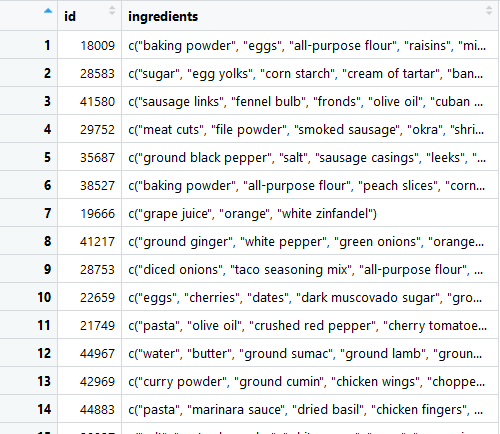 id ingredients
1 18009 c("baking powder", "eggs", "all-purpose flour", "raisins", "mi...
2 28583 c("sugar", "egg yolks", "corn starch", "cream of tartar", "ban...
3 41580 c("sausage links", "fennel bulb", "fronds", "olive oil", "cuban ...
4 29752 c("meat cuts", "file powder", "smoked sausage", "okra", "shri...
5 35687 c("ground black pepper", "salt", "sausage casings", "leeks", "...
6 38527 c("baking powder", "all-purpose flour", "peach slices", "corn...
7 19666 c("grape juice", "orange", "white zinfandel")
8 41217 c("ground ginger", "white pepper", "green onions", "orange...
9 28753 c("diced onions", "taco seasoning mix", "all-purpose flour", ...
10 22659 c("eggs", "cherries", "dates", "dark muscovado sugar", "gro...
11 21749 c("pasta", "olive oil", "crushed red pepper", "cherry tomatoe...
12 44967 c("water", "butter", "ground sumac", "ground lamb", "groun...
13 42969 c("curry powder", "ground cumin", "chicken wings", "choppe...
14 44883 c("pasta", "marinara sauce", "dried basil", "chicken fingers", ...